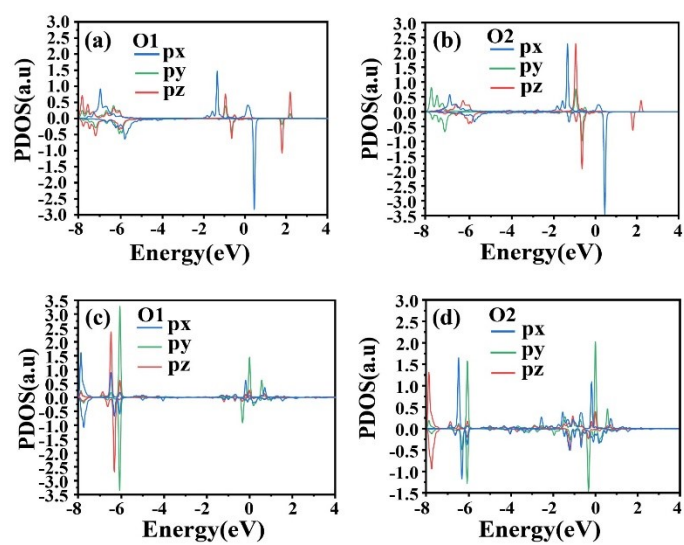 (a) O1
px
py
pz
PDOS(a.u)
3.0
2.5
2.0
1.5
1.0
0.5
0.0
-0.5
-1.0
-1.5
-2.0
-2.5
-3.0
-8 -6 -4 -2 0 2 4
Energy(eV)
(b) O2
px
py
pz
PDOS(a.u)
3.0
2.5
2.0
1.5
1.0
0.5
0.0
-0.5
-1.0
-1.5
-2.0
-2.5
-3.0
-3.5
-8 -6 -4 -2 0 2 4
Energy(eV)
(c) O1
px
py
pz
PDOS(a.u)
3.5
3.0
2.5
2.0
1.5
1.0
0.5
0.0
-0.5
-1.0
-1.5
-2.0
-2.5
-3.0
-3.5
-8 -6 -4 -2 0 2 4
Energy(eV)
(d) O2
px
py
pz
PDOS(a.u)
3.0
2.5
2.0
1.5
1.0
0.5
0.0
-0.5
-1.0
-1.5
-8 -6 -4 -2 0 2 4
Energy(eV)